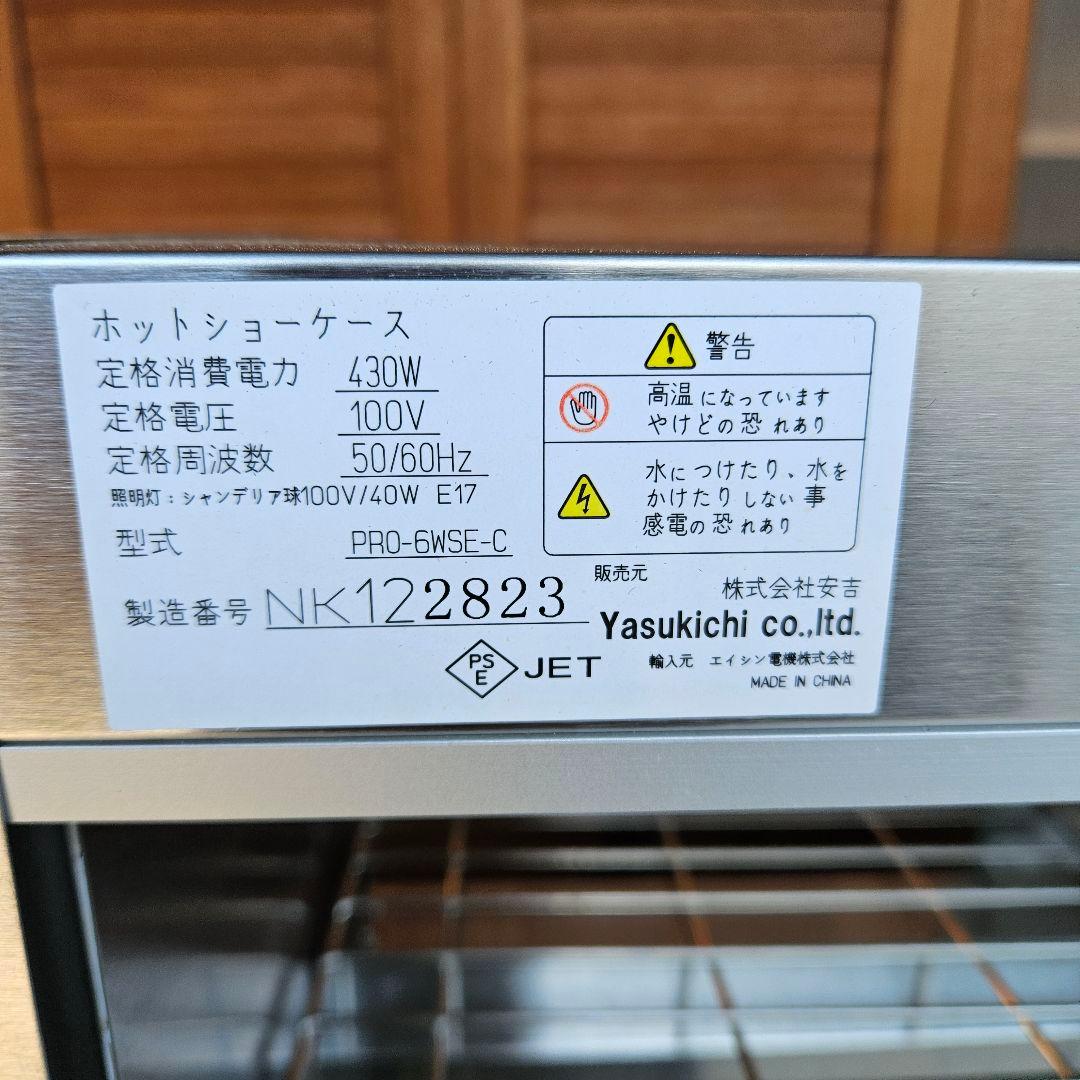 ホットショーケース
定格消費電力 430W
定格電圧 100V
定格周波数 50/60Hz
照明灯：シャンデリア球100V/40W E17
型式 PRO-6WSE-C
製造番号 NK122823
PS
E
JET
警告
高温になっています
やけどの恐れあり
水につけたり、水を
かけたりしない事
感電の恐れあり
販売元
株式会社安吉
Yasukichi co.,ltd.
輸入元 エイシン電機株式会社
MADE IN CHINA